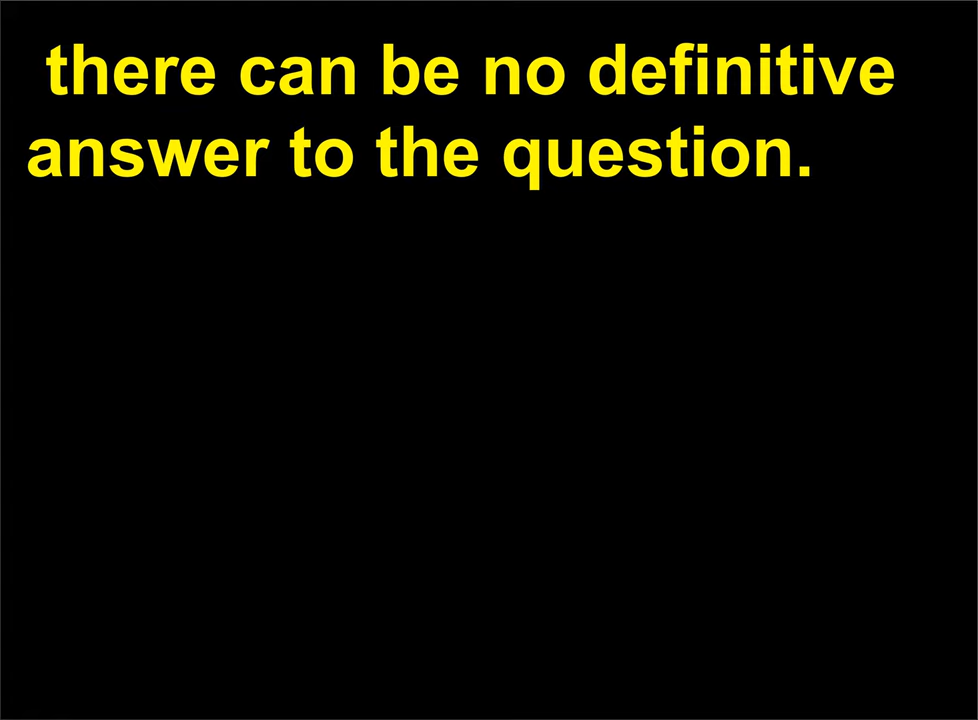 there can be no definitive
answer to the question.